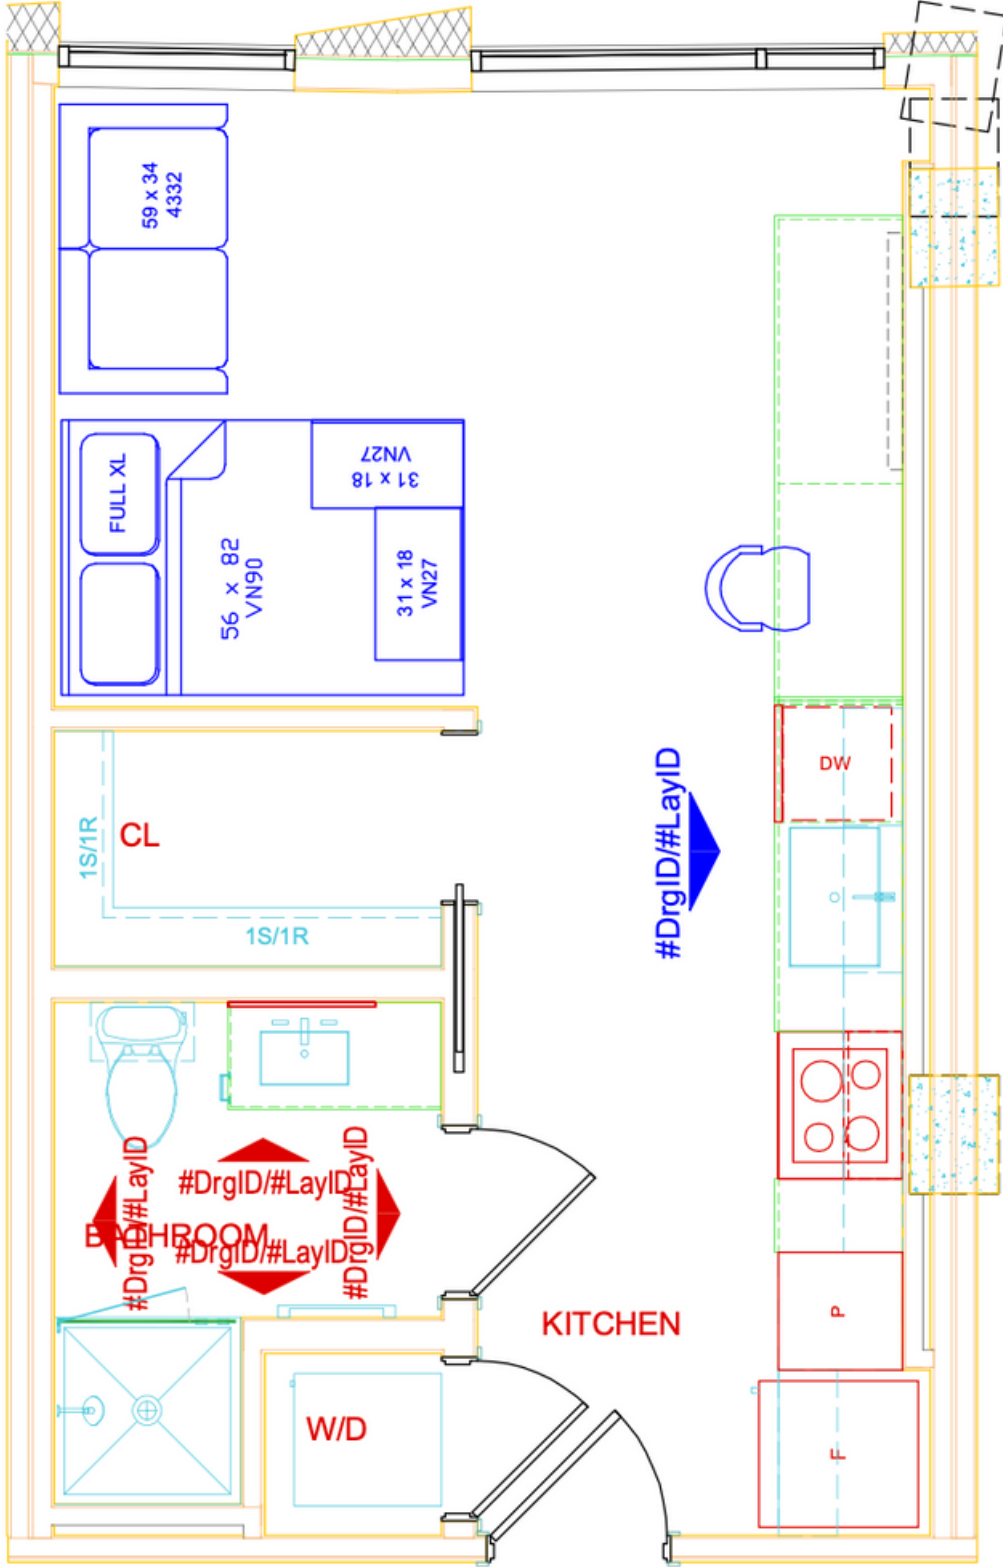 59 x 34
4332
FULL XL
31 x 18
VN27
56 x 82
VN90
31 x 18
VN27
DW
#DrgID/#LayID
CL
1S/1R
1S/1R
#DrgID/#LayID
#DrgID/#LayID
#DrgID/#LayID
BATHROOM
#DrgID/#LayID
KITCHEN
P
W/D
F